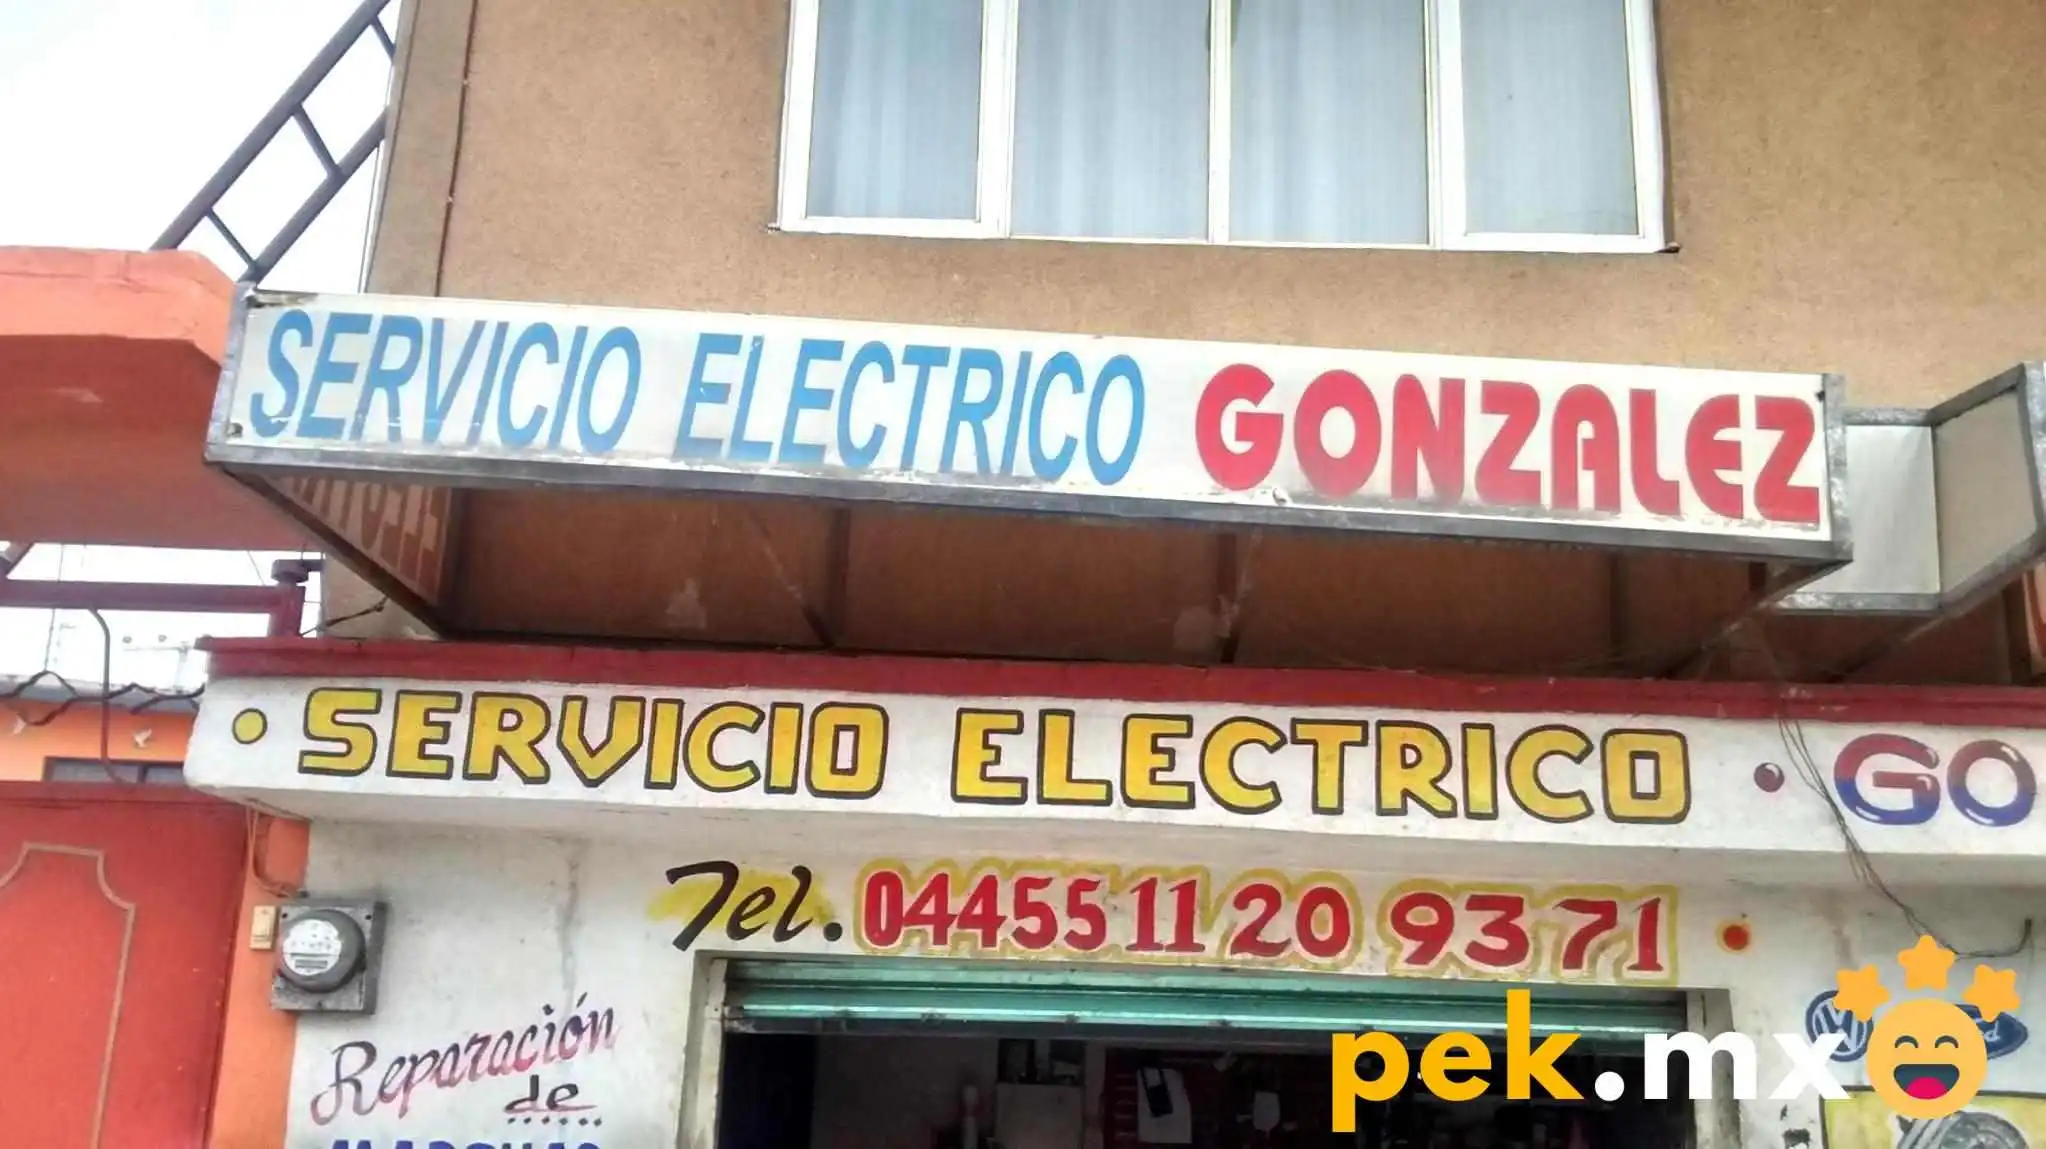 SERVICIO ELECTRICO GONZALEZ
• SERVICIO ELECTRICO • GO
Tel. 04455 11 20 93 71
Reparación
de
pek.mx